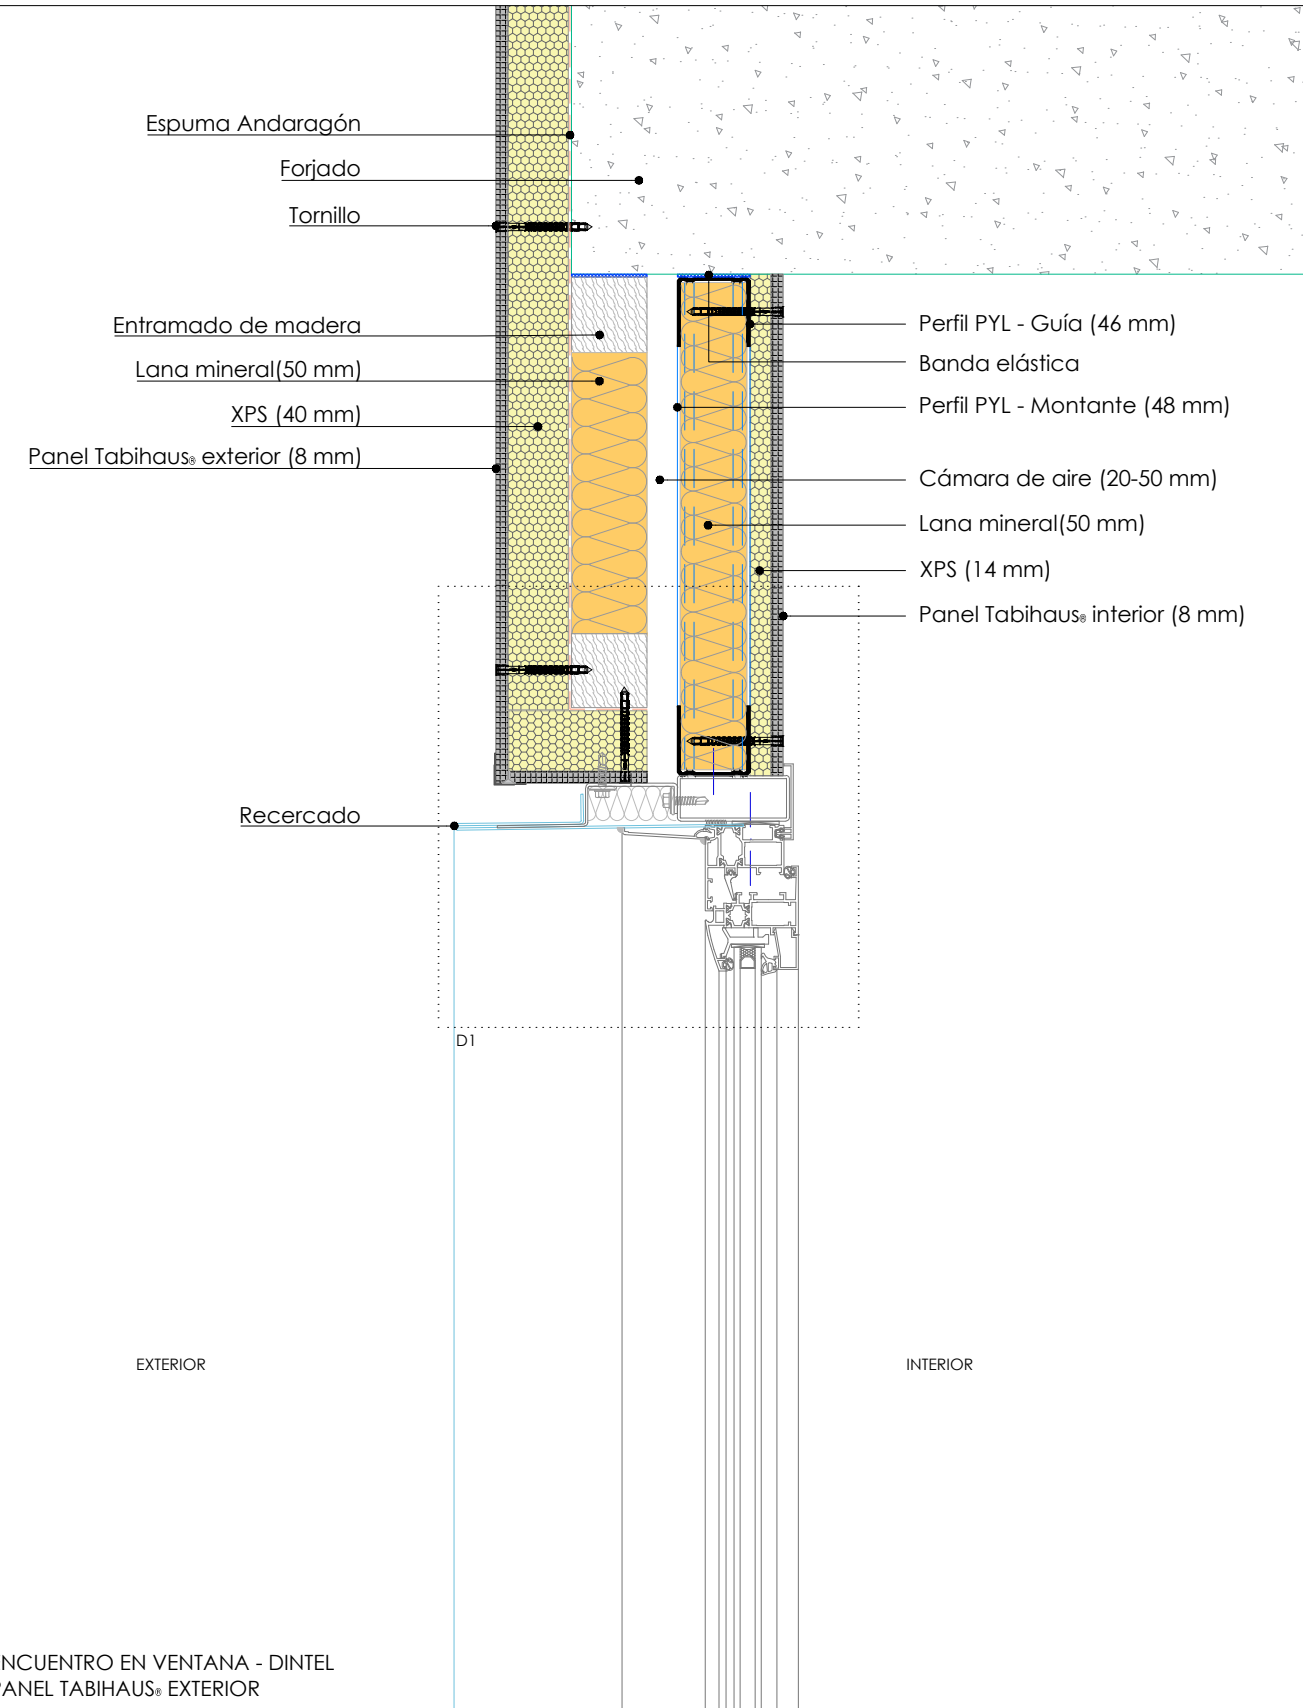 Espuma Andaragón
Forjado
Tornillo
Entramado de madera
Lana mineral(50 mm)
XPS (40 mm)
Panel Tabihaus® exterior (8 mm)
Recercado
Perfil PYL - Guía (46 mm)
Banda elástica
Perfil PYL - Montante (48 mm)
Cámara de aire (20-50 mm)
Lana mineral(50 mm)
XPS (14 mm)
Panel Tabihaus® interior (8 mm)
D1
EXTERIOR
INTERIOR
NCUENTRO EN VENTANA - DINTEL
PANEL TABIHAUS® EXTERIOR